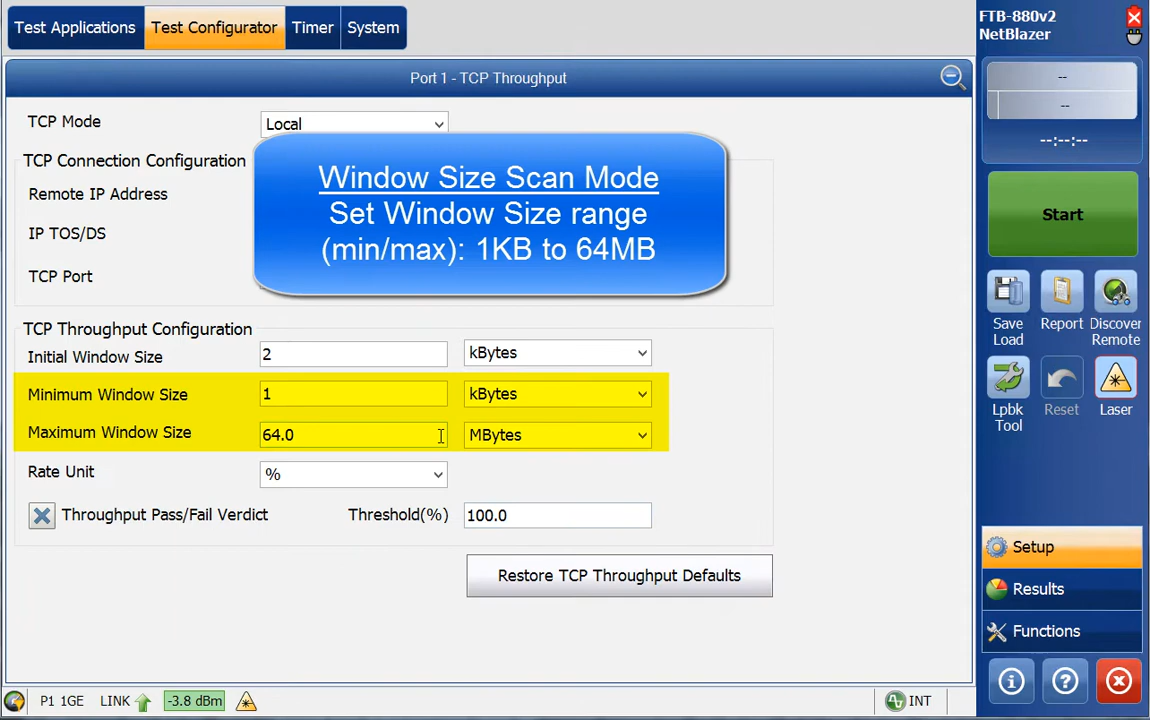 Test Applications
Test Configurator
Timer
System
FTB-880v2
NetBlazer
Port 1 - TCP Throughput
--
--
--:--:--
TCP Mode
Local
Window Size Scan Mode
Set Window Size range
(min/max): 1KB to 64MB
TCP Connection Configuration
Remote IP Address
IP TOS/DS
TCP Port
Start
Save
Load
Report
Discover
Remote
Lpbk
Tool
Reset
Laser
TCP Throughput Configuration
Initial Window Size
2
kBytes
Minimum Window Size
1
kBytes
Maximum Window Size
64.0
MBytes
Rate Unit
%
Throughput Pass/Fail Verdict
Threshold(%)
100.0
Restore TCP Throughput Defaults
Setup
Results
Functions
P1 1GE
LINK
-3.8 dBm
INT